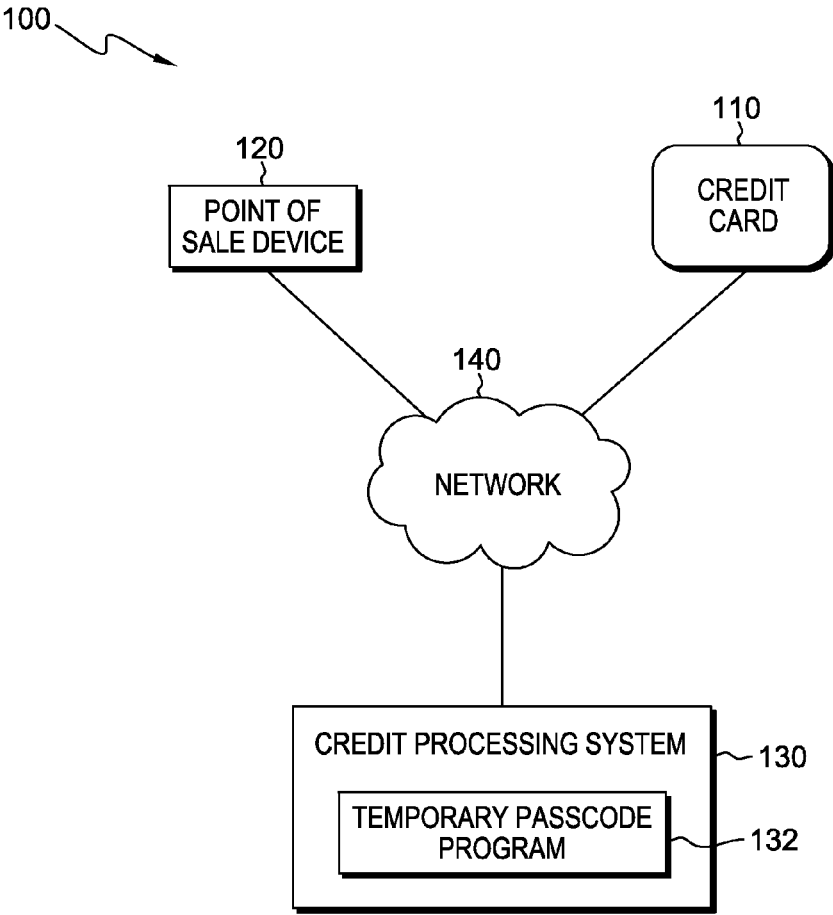 100
110
CREDIT
CARD
120
POINT OF
SALE DEVICE
140
NETWORK
CREDIT PROCESSING SYSTEM
130
TEMPORARY PASSCODE
PROGRAM
132